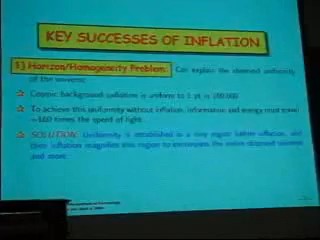 KEY SUCCESSES OF INFLATION
1) Horizon/Homogeneity Problem: Can explain the observed uniformity
of the universe.
Cosmic background radiation is uniform to 1 pt in 100,000
To achieve this uniformity without inflation, information and energy must travel
100 times the speed of light.
SOLUTION: Uniformity is established in a tiny region before inflation, and
then inflation magnifies this region to encompass the entire observed universe
and more.